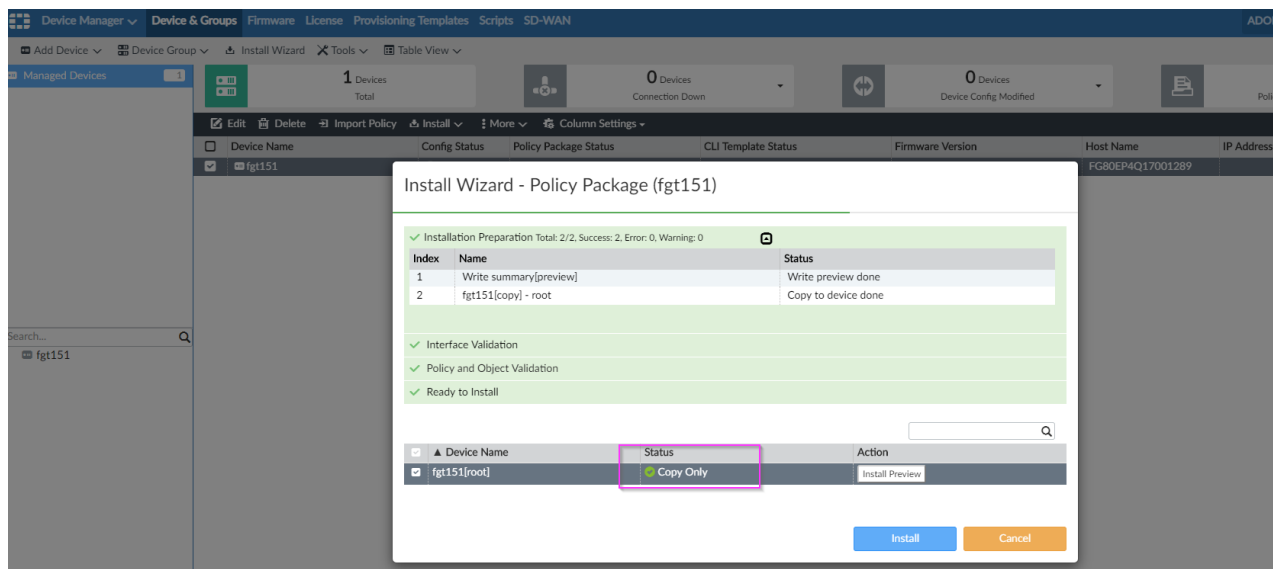 Device Manager Device & Groups Firmware License Provisioning Templates Scripts SD-WAN ADO
Add Device Device Group Install Wizard Tools Table View
Managed Devices 1
1 Devices
Total
0 Devices
Connection Down
0 Devices
Device Config Modified
Poli
Edit Delete Import Policy Install More Column Settings
Device Name Config Status Policy Package Status CLI Template Status Firmware Version Host Name IP Address
fgt151 FG80EP4Q17001289
Install Wizard - Policy Package (fgt151)
Installation Preparation Total: 2/2, Success: 2, Error: 0, Warning: 0
Index Name Status
1 Write summary[preview] Write preview done
2 fgt151[copy] - root Copy to device done
Search...
fgt151
Interface Validation
Policy and Object Validation
Ready to Install
Device Name Status Action
fgt151[root] Copy Only Install Preview
Install Cancel